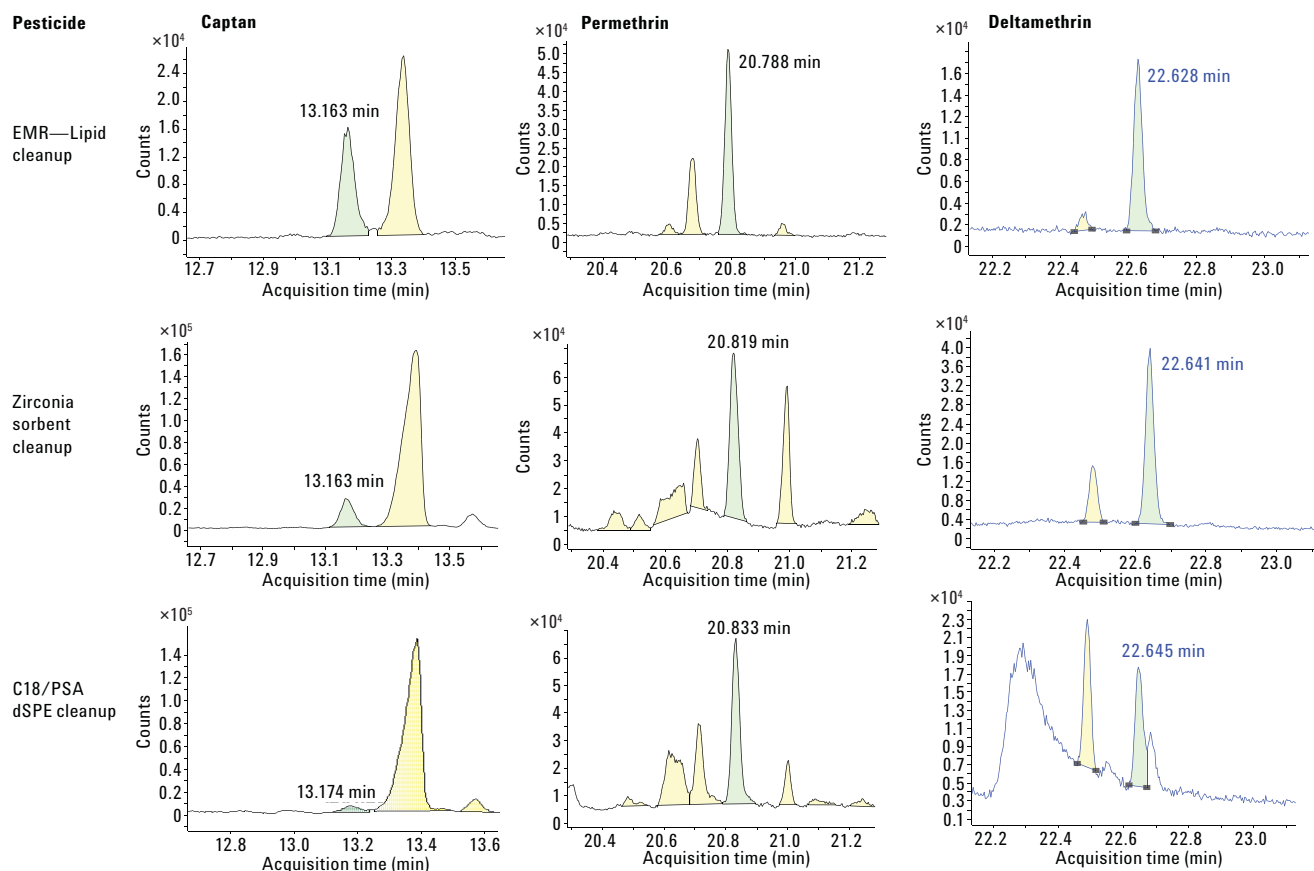 Pesticide Captan Permethrin Deltamethrin
EMR—Lipid
cleanup
×10⁴
Counts
2.4
2.0
1.6
1.2
0.8
0.4
0
13.163 min
12.7 12.9 13.1 13.3 13.5
Acquisition time (min)
×10⁴
Counts
5.0
4.5
4.0
3.5
3.0
2.5
2.0
1.5
1.0
0.5
0
20.788 min
20.4 20.6 20.8 21.0 21.2
Acquisition time (min)
×10⁴
Counts
1.6
1.4
1.2
1.0
0.8
0.6
0.4
0.2
0
22.628 min
22.2 22.4 22.6 22.8 23.0
Acquisition time (min)
Zirconia
sorbent
cleanup
×10⁵
Counts
1.6
1.4
1.2
1.0
0.8
0.6
0.4
0.2
0
13.163 min
12.7 12.9 13.1 13.3 13.5
Acquisition time (min)
×10⁴
Counts
6
5
4
3
2
1
0
20.819 min
20.4 20.6 20.8 21.0 21.2
Acquisition time (min)
×10⁴
Counts
4.0
3.6
3.2
2.8
2.4
2.0
1.6
1.2
0.8
0.4
0
22.641 min
22.2 22.4 22.6 22.8 23.0
Acquisition time (min)
C18/PSA
dSPE cleanup
×10⁵
Counts
1.4
1.2
1.0
0.8
0.6
0.4
0.2
0
13.174 min
12.8 13.0 13.2 13.4 13.6
Acquisition time (min)
×10⁴
Counts
6
5
4
3
2
1
0
20.833 min
20.4 20.6 20.8 21.0 21.2
Acquisition time (min)
×10⁴
Counts
2.3
2.1
1.9
1.7
1.5
1.3
1.1
0.9
0.7
0.5
0.3
0.1
22.645 min
22.2 22.4 22.6 22.8 23.0
Acquisition time (min)